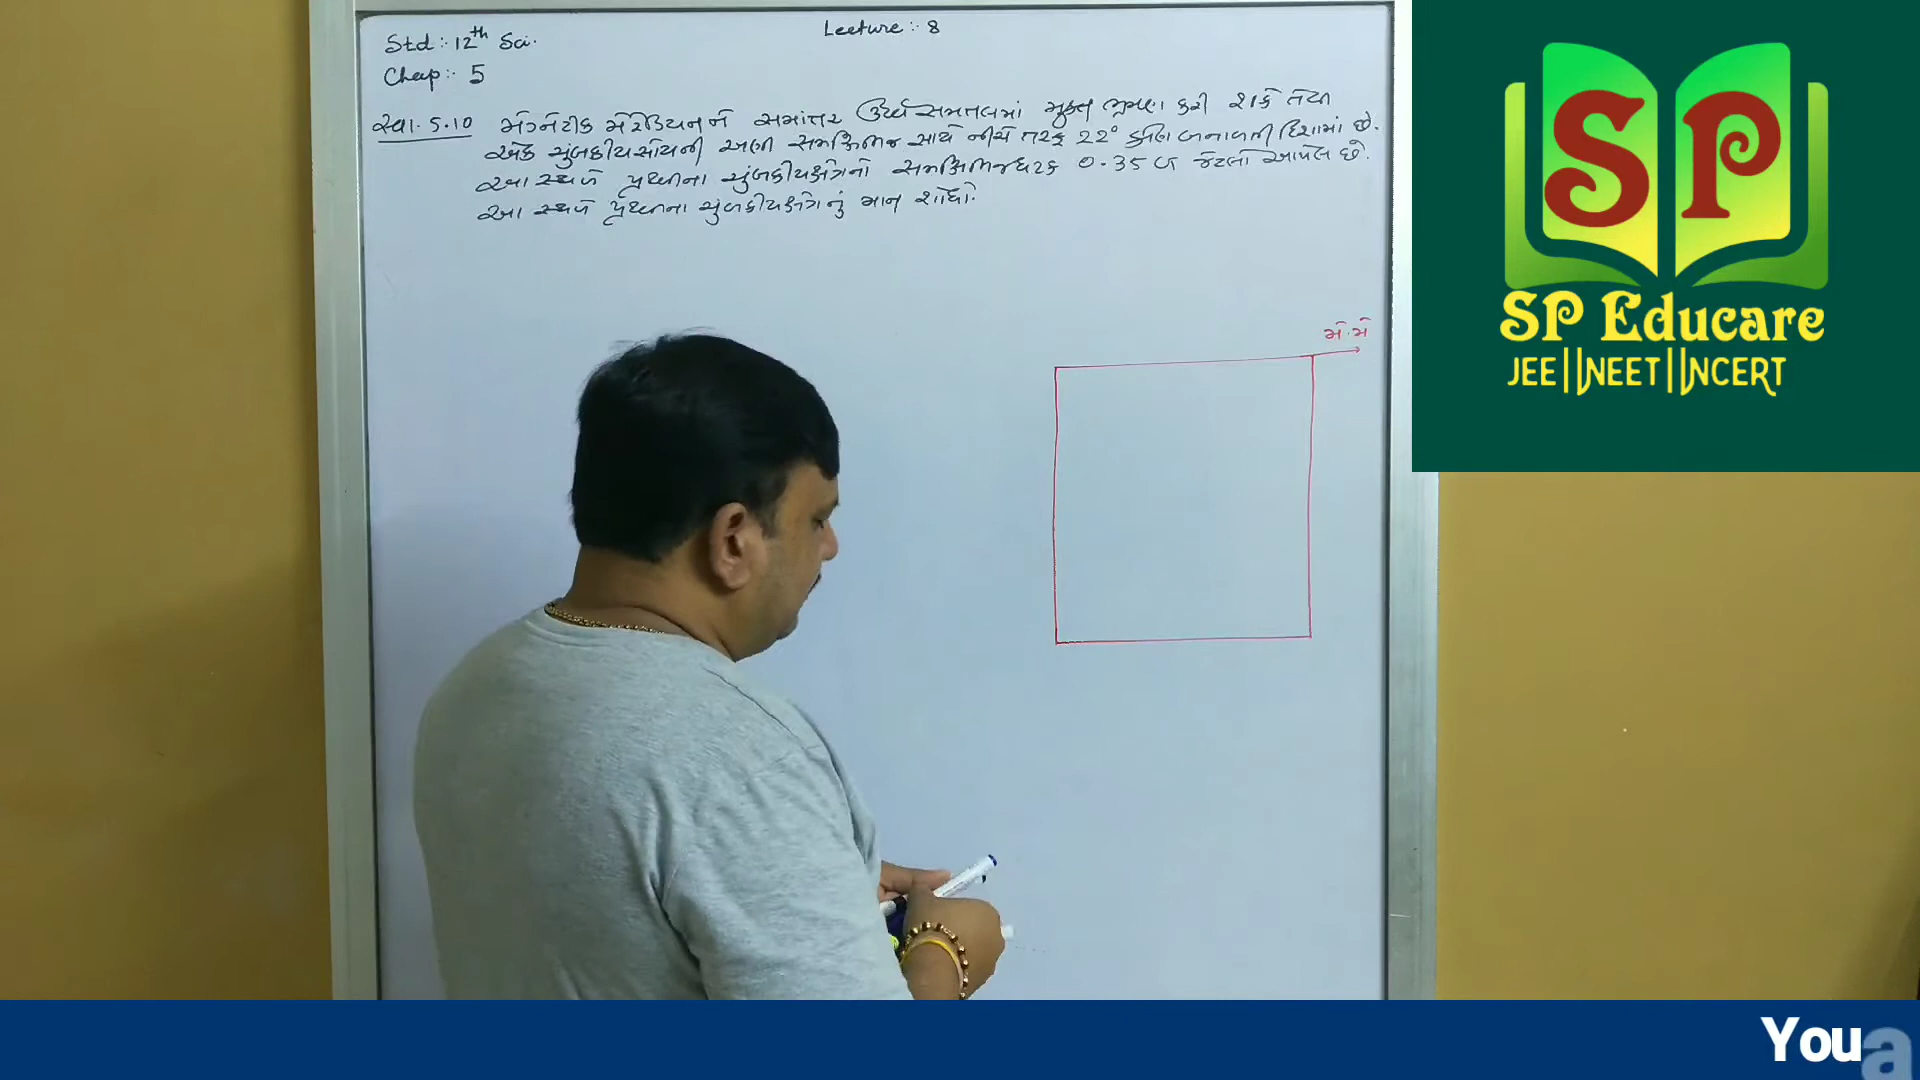 Std:- 12th Sci.
Lecture:- 8
Chap:- 5
સ્વા. 5.10 મેગ્નેટીક મેરેડિયનને સમાંતર ઉર્ધ્વસમતલમાં મુક્ત ભ્રમણ કરી શકે તેવા
એક ચુંબકીયસોયની અણી સમક્ષિતિજ સાથે નીચે તરફ 22° કોણ બનાવતી દિશામાં છે.
આ સ્થળે પૃથ્વીના ચુંબકીયક્ષેત્રનો સમક્ષિતિજઘટક 0.35 G જેટલો આપેલ છે.
આ સ્થળે પૃથ્વીના ચુંબકીયક્ષેત્રનું માન શોધો.
મે.મે
SP
SP Educare
JEE||NEET||NCERT
You